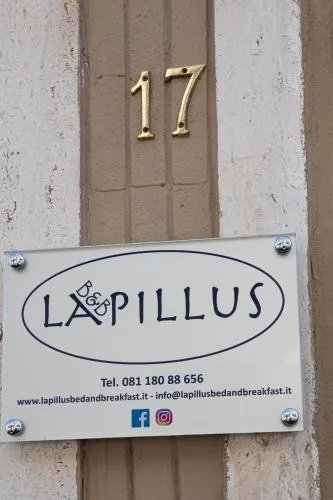 17
B&B
LAPILLUS
Tel. 081 180 88 656
www.lapillusbedandbreakfast.it - info@lapillusbedandbreakfast.it